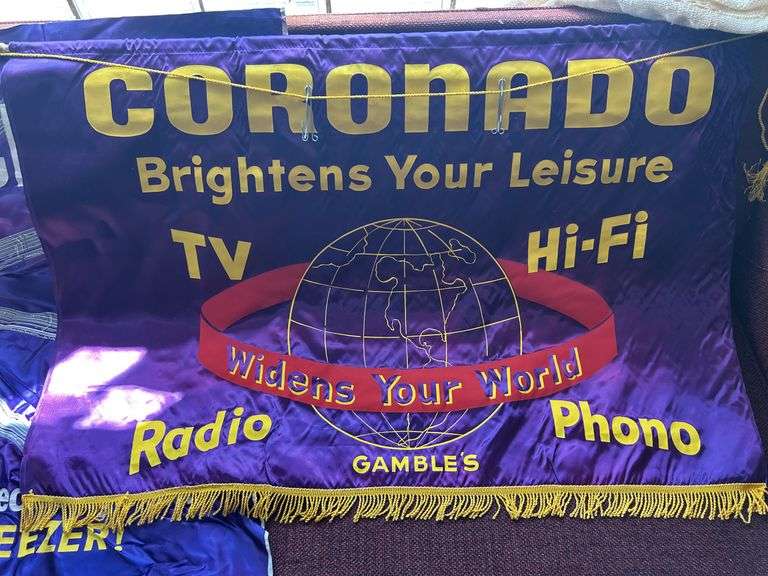 CORONADO
Brightens Your Leisure
TV
Hi-Fi
Widens Your World
Radio
Phono
GAMBLE'S
EEZER!